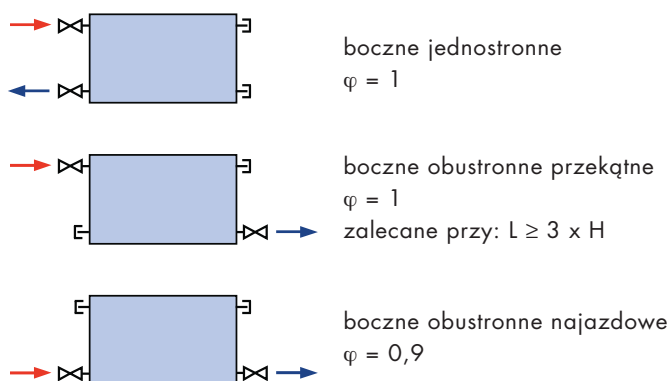 boczne jednostronne
φ = 1
boczne obustronne przekątne
φ = 1
zalecane przy: L ≥ 3 x H
boczne obustronne najazdowe
φ = 0,9